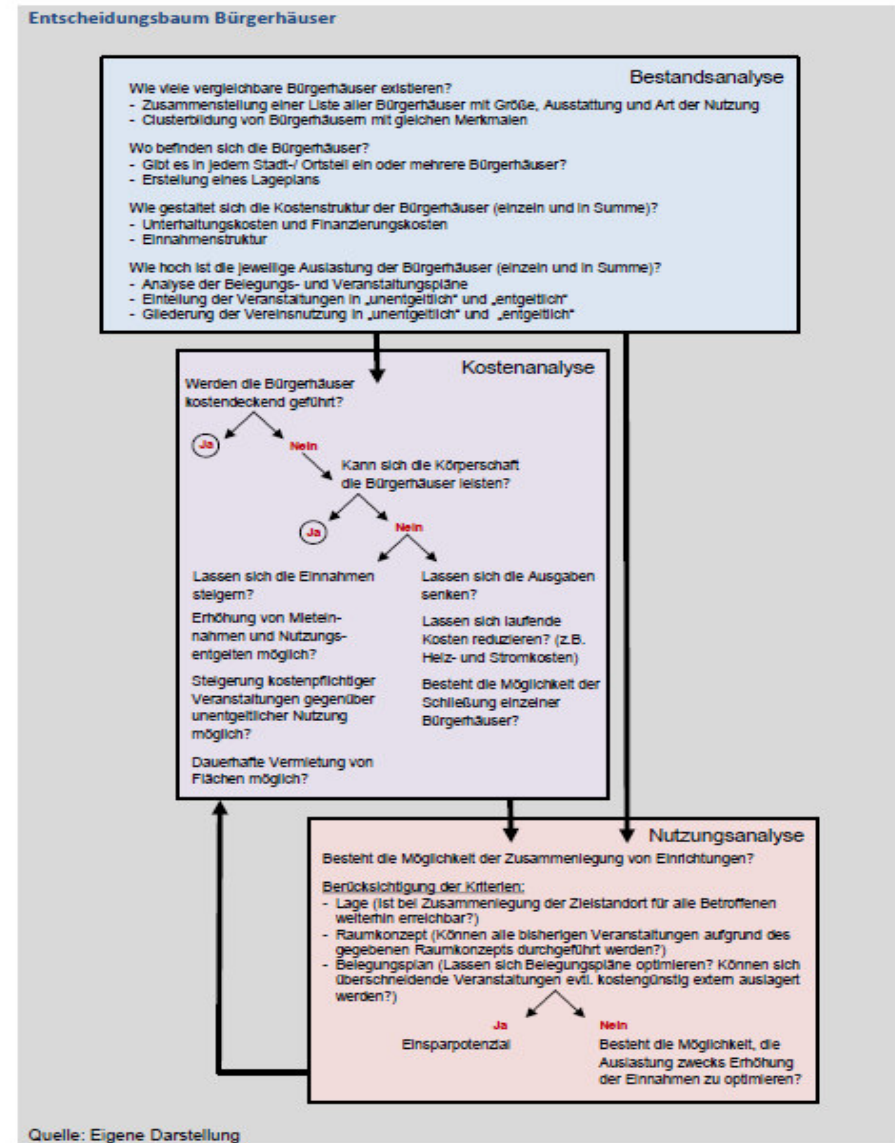 Entscheidungsbaum Bürgerhäuser
Bestandsanalyse
Wie viele vergleichbare Bürgerhäuser existieren?
- Zusammenstellung einer Liste aller Bürgerhäuser mit Größe, Ausstattung und Art der Nutzung
- Clusterbildung von Bürgerhäusern mit gleichen Merkmalen
Wo befinden sich die Bürgerhäuser?
- Gibt es in jedem Stadt-/ Ortsteil ein oder mehrere Bürgerhäuser?
- Erstellung eines Lageplans
Wie gestaltet sich die Kostenstruktur der Bürgerhäuser (einzeln und in Summe)?
- Unterhaltungskosten und Finanzierungskosten
- Einnahmenstruktur
Wie hoch ist die jeweilige Auslastung der Bürgerhäuser (einzeln und in Summe)?
- Analyse der Belegungs- und Veranstaltungspläne
- Einteilung der Veranstaltungen in „unentgeltlich“ und „entgeltlich“
- Gliederung der Vereinsnutzung in „unentgeltlich“ und „entgeltlich“
Kostenanalyse
Werden die Bürgerhäuser
kostendeckend geführt?
Ja
Nein
Kann sich die Körperschaft
die Bürgerhäuser leisten?
Ja
Nein
Lassen sich die Einnahmen
steigern?
Erhöhung von Mietein-
nahmen und Nutzungs-
entgelten möglich?
Steigerung kostenpflichtiger
Veranstaltungen gegenüber
unentgeltlicher Nutzung
möglich?
Dauerhafte Vermietung von
Flächen möglich?
Lassen sich die Ausgaben
senken?
Lassen sich laufende
Kosten reduzieren? (z.B.
Heiz- und Stromkosten)
Besteht die Möglichkeit der
Schließung einzelner
Bürgerhäuser?
Nutzungsanalyse
Besteht die Möglichkeit der Zusammenlegung von Einrichtungen?
Berücksichtigung der Kriterien:
- Lage (Ist bei Zusammenlegung der Zielstandort für alle Betroffenen
weiterhin erreichbar?)
- Raumkonzept (Können alle bisherigen Veranstaltungen aufgrund des
gegebenen Raumkonzepts durchgeführt werden?)
- Belegungsplan (Lassen sich Belegungspläne optimieren? Können sich
überschneidende Veranstaltungen evtl. kostengünstig extern auslagert
werden?)
Ja
Nein
Einsparpotenzial
Besteht die Möglichkeit, die
Auslastung zwecks Erhöhung
der Einnahmen zu optimieren?
Quelle: Eigene Darstellung